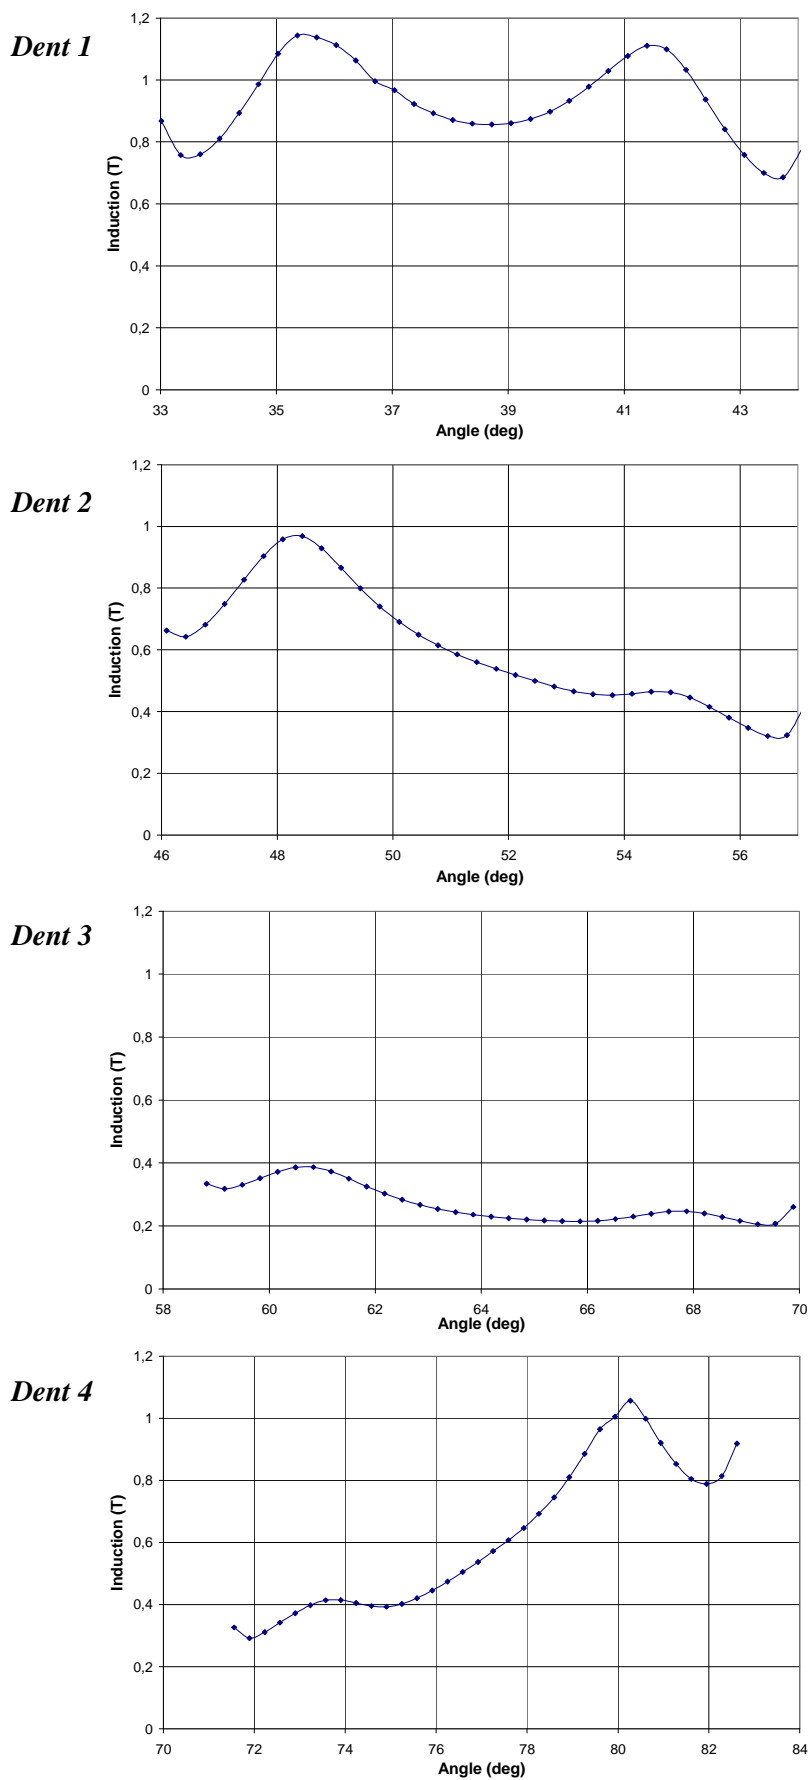 Dent 1
1,2
1
0,8
0,6
0,4
0,2
0
Induction (T)
33 35 37 39 41 43
Angle (deg)
Dent 2
1,2
1
0,8
0,6
0,4
0,2
0
Induction (T)
46 48 50 52 54 56
Angle (deg)
Dent 3
1,2
1
0,8
0,6
0,4
0,2
0
Induction (T)
58 60 62 64 66 68 70
Angle (deg)
Dent 4
1,2
1
0,8
0,6
0,4
0,2
0
Induction (T)
70 72 74 76 78 80 82 84
Angle (deg)